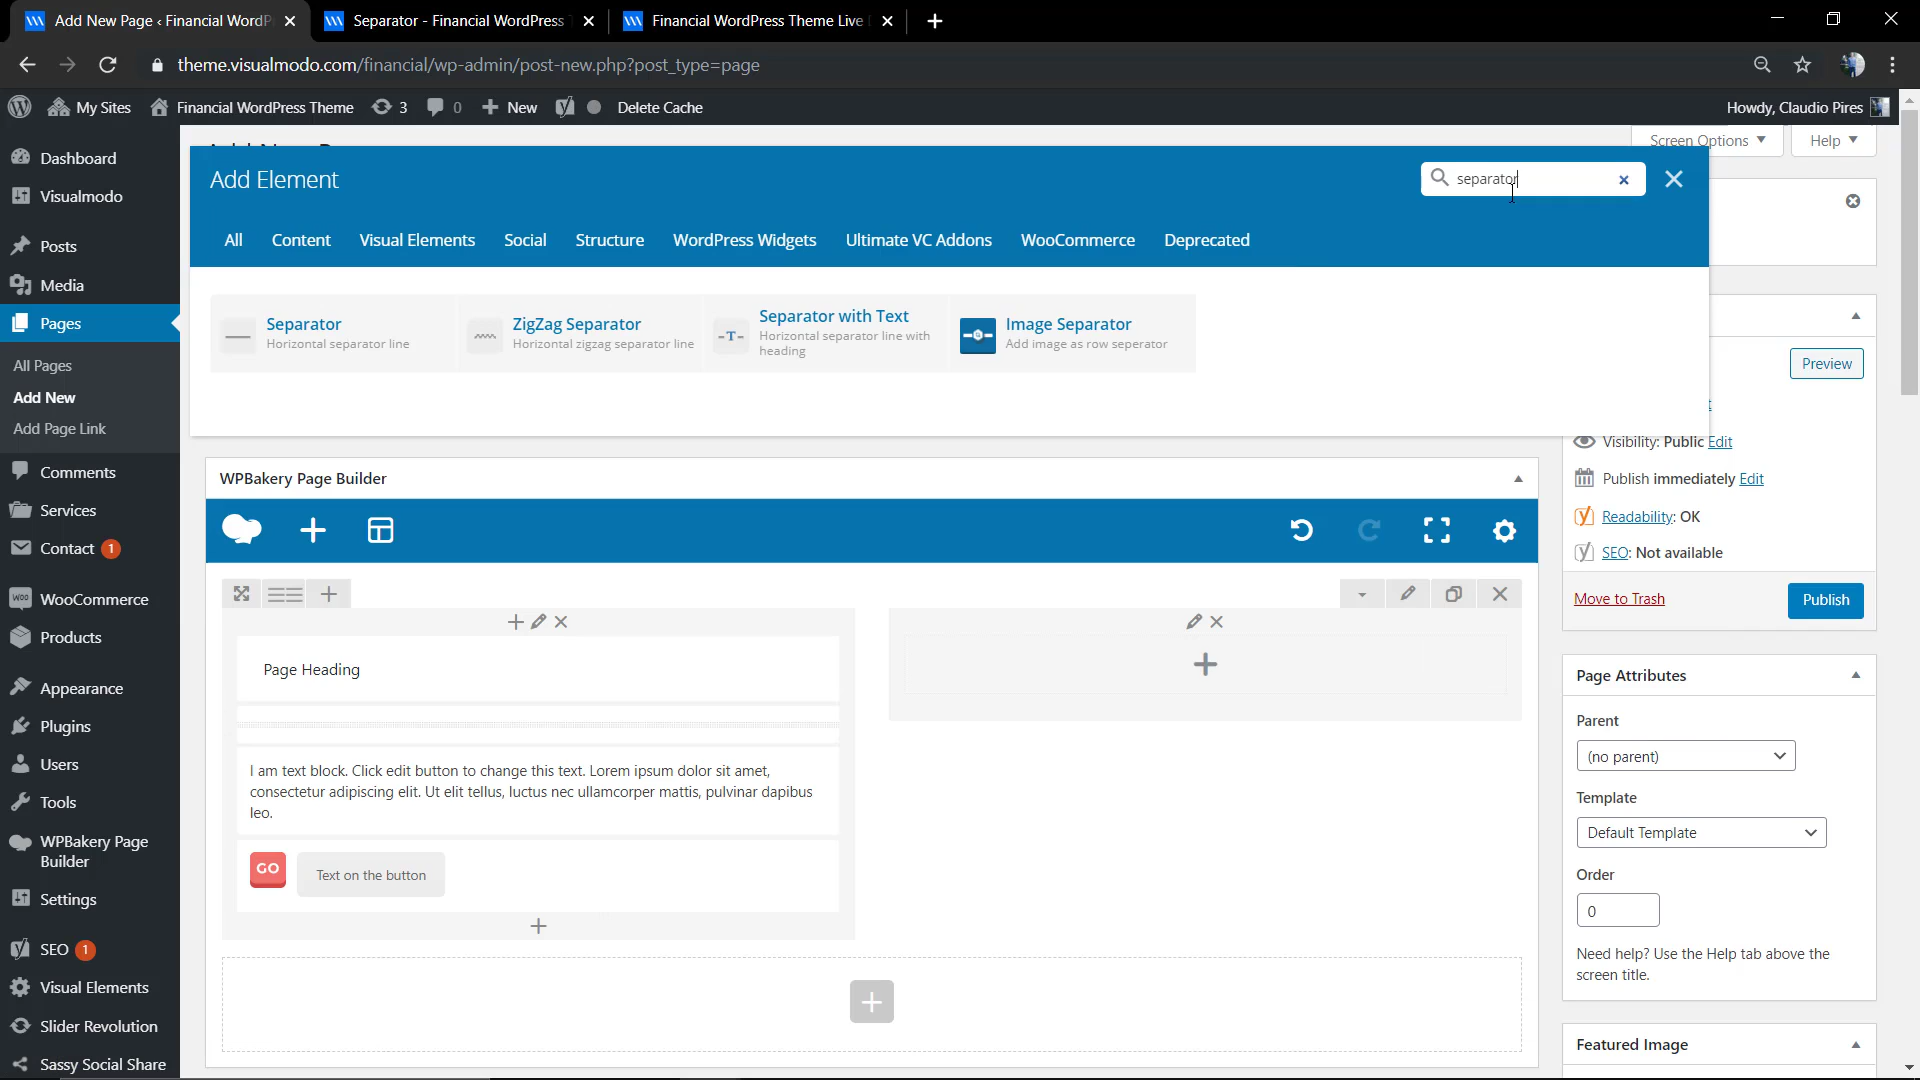 Add New Page ‹ Financial WordP
Separator - Financial WordPress
Financial WordPress Theme Live
theme.visualmodo.com/financial/wp-admin/post-new.php?post_type=page
My Sites
Financial WordPress Theme
3
0
New
Delete Cache
Howdy, Claudio Pires
Screen Options
Help
Dashboard
Visualmodo
Posts
Media
Pages
All Pages
Add New
Add Page Link
Comments
Services
Contact 1
WooCommerce
Products
Appearance
Plugins
Users
Tools
WPBakery Page
Builder
Settings
SEO 1
Visual Elements
Slider Revolution
Sassy Social Share
Add Element
separator
All
Content
Visual Elements
Social
Structure
WordPress Widgets
Ultimate VC Addons
WooCommerce
Deprecated
Separator
Horizontal separator line
ZigZag Separator
Horizontal zigzag separator line
Separator with Text
Horizontal separator line with
heading
Image Separator
Add image as row seperator
WPBakery Page Builder
Page Heading
I am text block. Click edit button to change this text. Lorem ipsum dolor sit amet,
consectetur adipiscing elit. Ut elit tellus, luctus nec ullamcorper mattis, pulvinar dapibus
leo.
GO
Text on the button
Preview
Visibility: Public Edit
Publish immediately Edit
Readability: OK
SEO: Not available
Move to Trash
Publish
Page Attributes
Parent
(no parent)
Template
Default Template
Order
0
Need help? Use the Help tab above the
screen title.
Featured Image